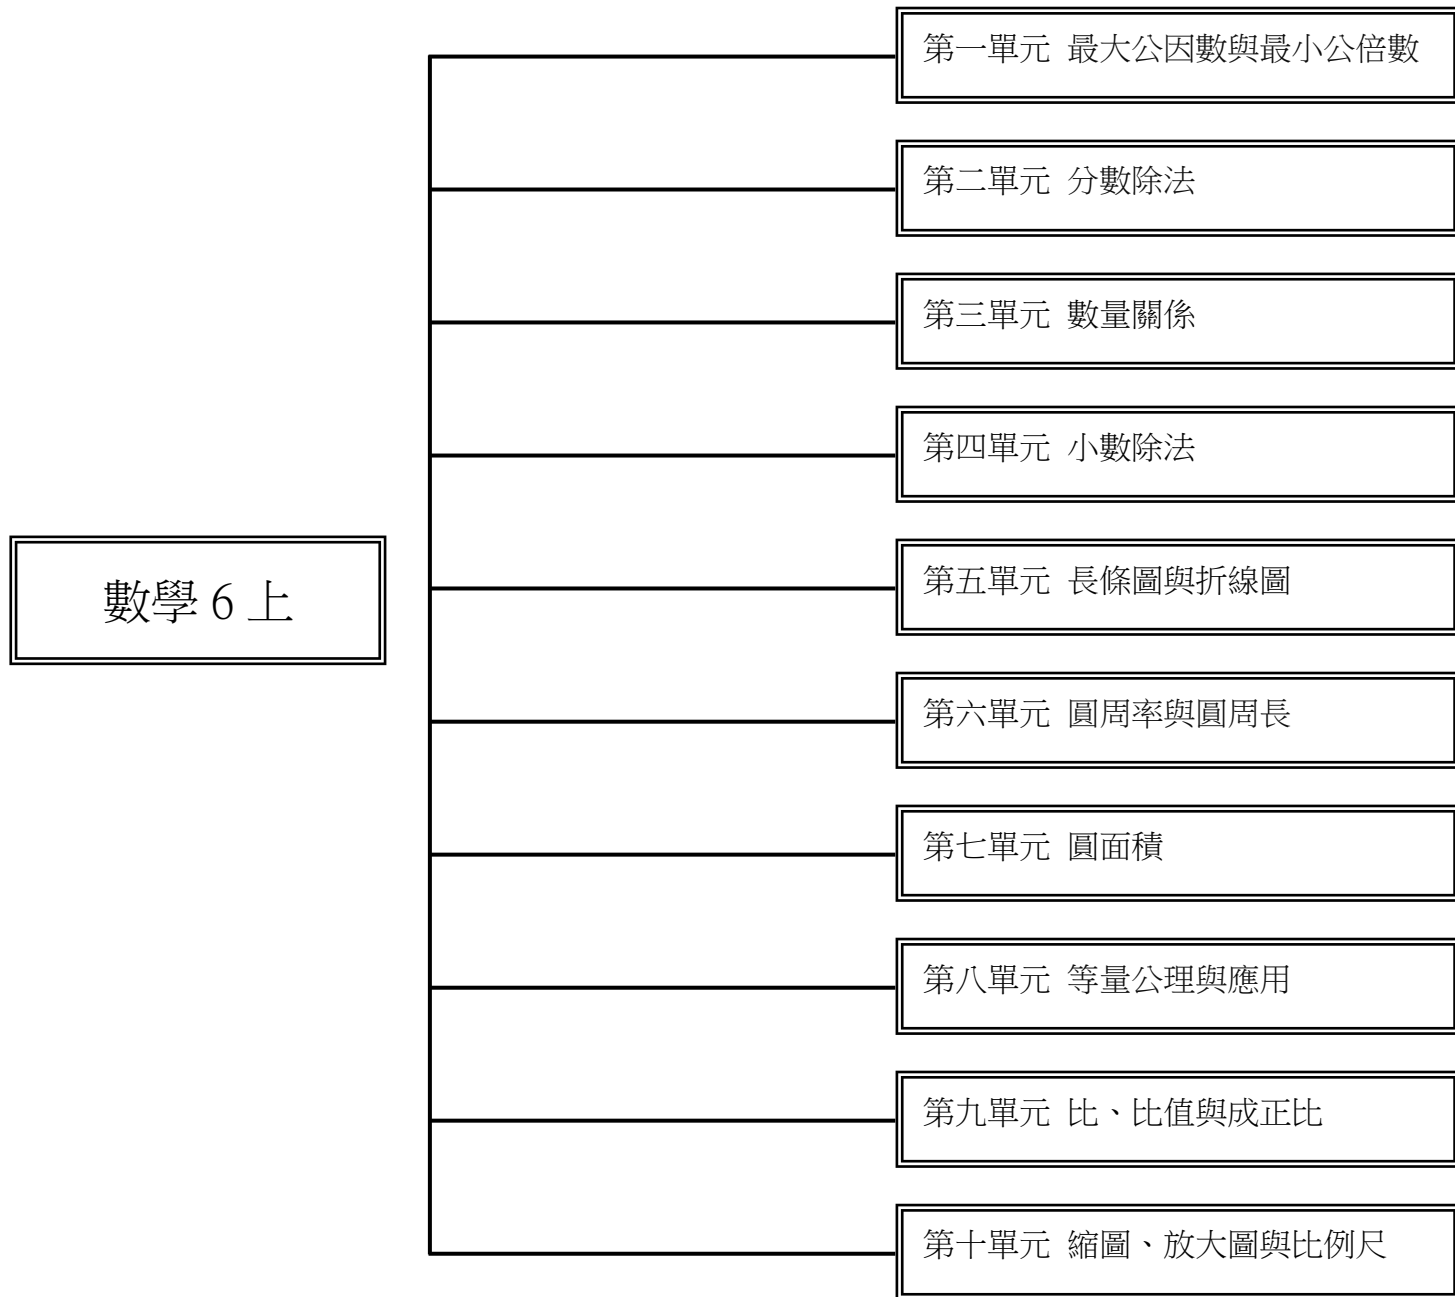 數學 6 上
第一單元 最大公因數與最小公倍數
第二單元 分數除法
第三單元 數量關係
第四單元 小數除法
第五單元 長條圖與折線圖
第六單元 圓周率與圓周長
第七單元 圓面積
第八單元 等量公理與應用
第九單元 比、比值與成正比
第十單元 縮圖、放大圖與比例尺